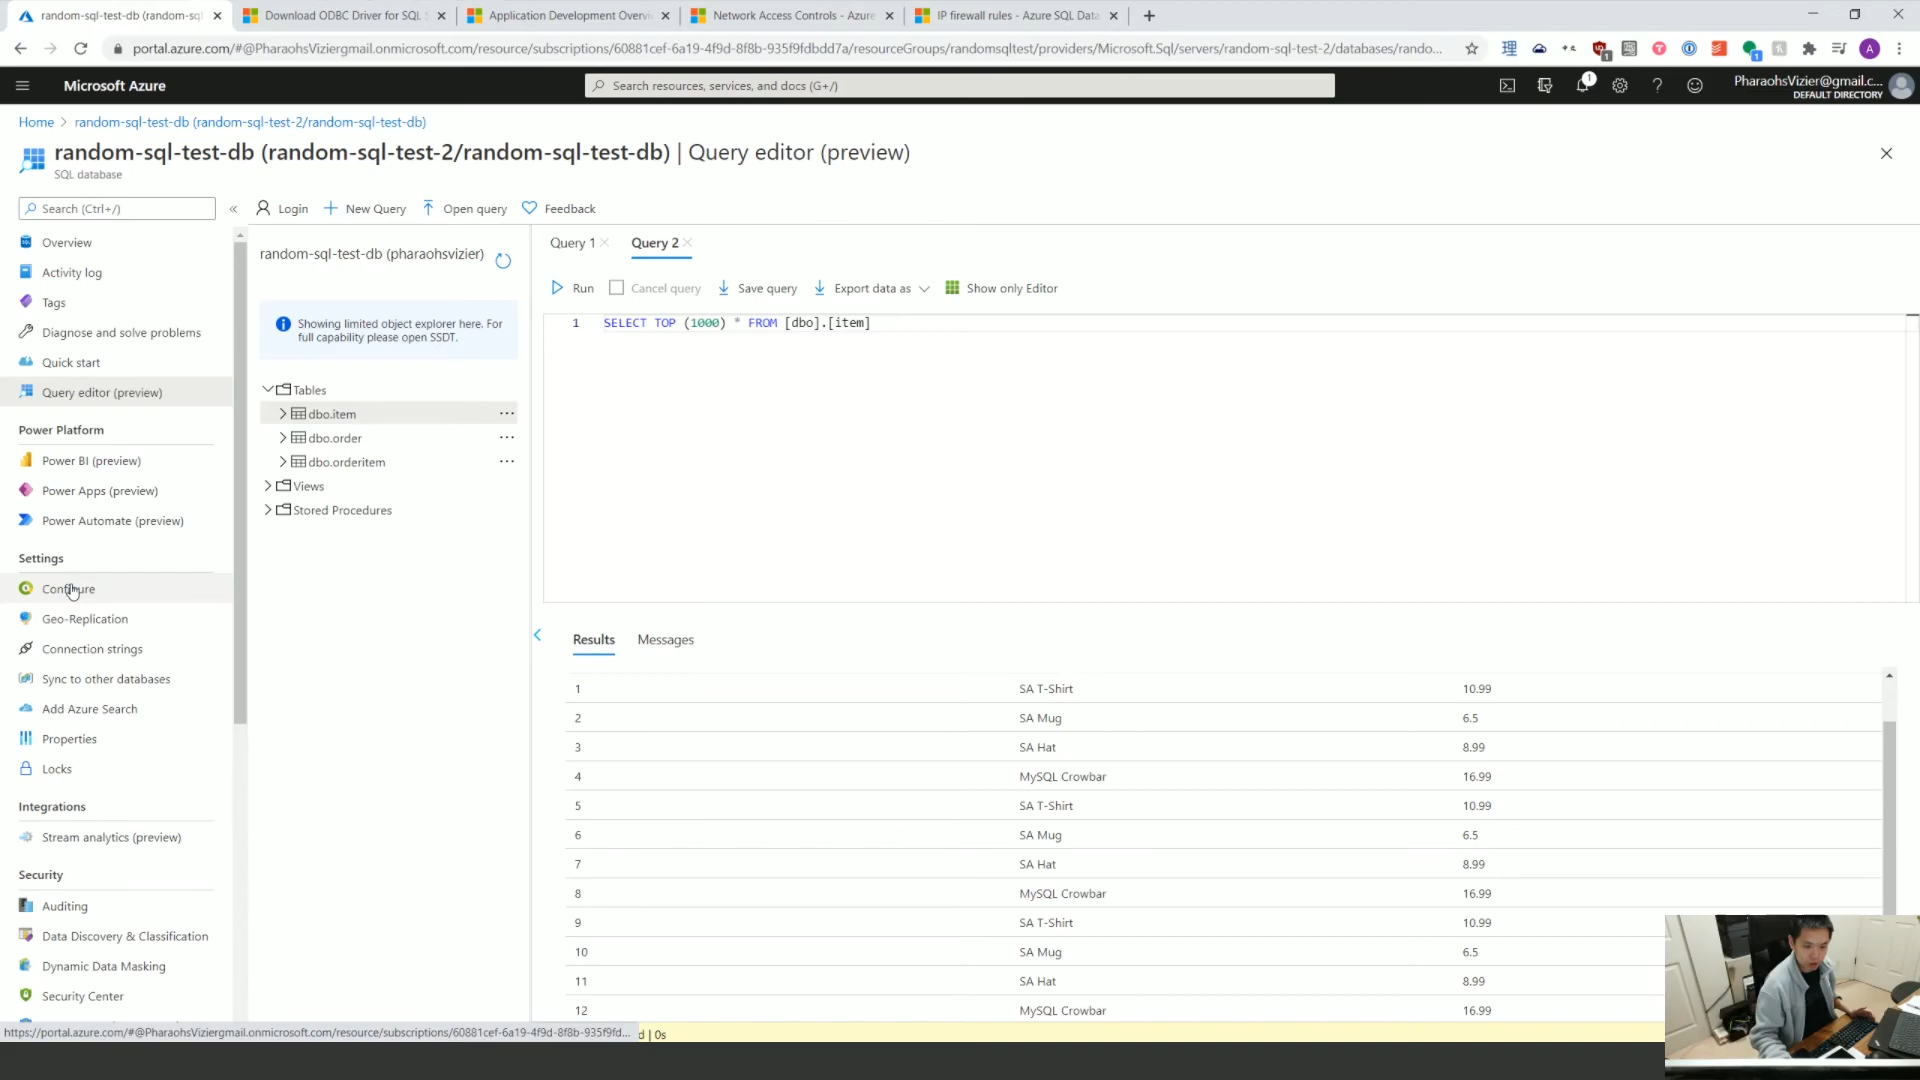 random-sql-test-db (random-sql
Download ODBC Driver for SQL S
Application Development Overvi
Network Access Controls - Azure
IP firewall rules - Azure SQL Data
portal.azure.com/#@PharaohsViziergmail.onmicrosoft.com/resource/subscriptions/60881cef-6a19-4f9d-8f8b-935f9fdbdd7a/resourceGroups/randomsqltest/providers/Microsoft.Sql/servers/random-sql-test-2/databases/rando...
Microsoft Azure
Search resources, services, and docs (G+/)
1
PharaohsVizier@gmail.c...
DEFAULT DIRECTORY
Home > random-sql-test-db (random-sql-test-2/random-sql-test-db)
random-sql-test-db (random-sql-test-2/random-sql-test-db) | Query editor (preview)
SQL database
Search (Ctrl+/)
«
Overview
Activity log
Tags
Diagnose and solve problems
Quick start
Query editor (preview)
Power Platform
Power BI (preview)
Power Apps (preview)
Power Automate (preview)
Settings
Configure
Geo-Replication
Connection strings
Sync to other databases
Add Azure Search
Properties
Locks
Integrations
Stream analytics (preview)
Security
Auditing
Data Discovery & Classification
Dynamic Data Masking
Security Center
Login
New Query
Open query
Feedback
random-sql-test-db (pharaohsvizier)
Showing limited object explorer here. For
full capability please open SSDT.
Tables
dbo.item
dbo.order
dbo.orderitem
Views
Stored Procedures
Query 1
Query 2
Run
Cancel query
Save query
Export data as
Show only Editor
1 SELECT TOP (1000) * FROM [dbo].[item]
Results
Messages
1 SA T-Shirt 10.99
2 SA Mug 6.5
3 SA Hat 8.99
4 MySQL Crowbar 16.99
5 SA T-Shirt 10.99
6 SA Mug 6.5
7 SA Hat 8.99
8 MySQL Crowbar 16.99
9 SA T-Shirt 10.99
10 SA Mug 6.5
11 SA Hat 8.99
12 MySQL Crowbar 16.99
https://portal.azure.com/#@PharaohsViziergmail.onmicrosoft.com/resource/subscriptions/60881cef-6a19-4f9d-8f8b-935f9fd...
d | 0s